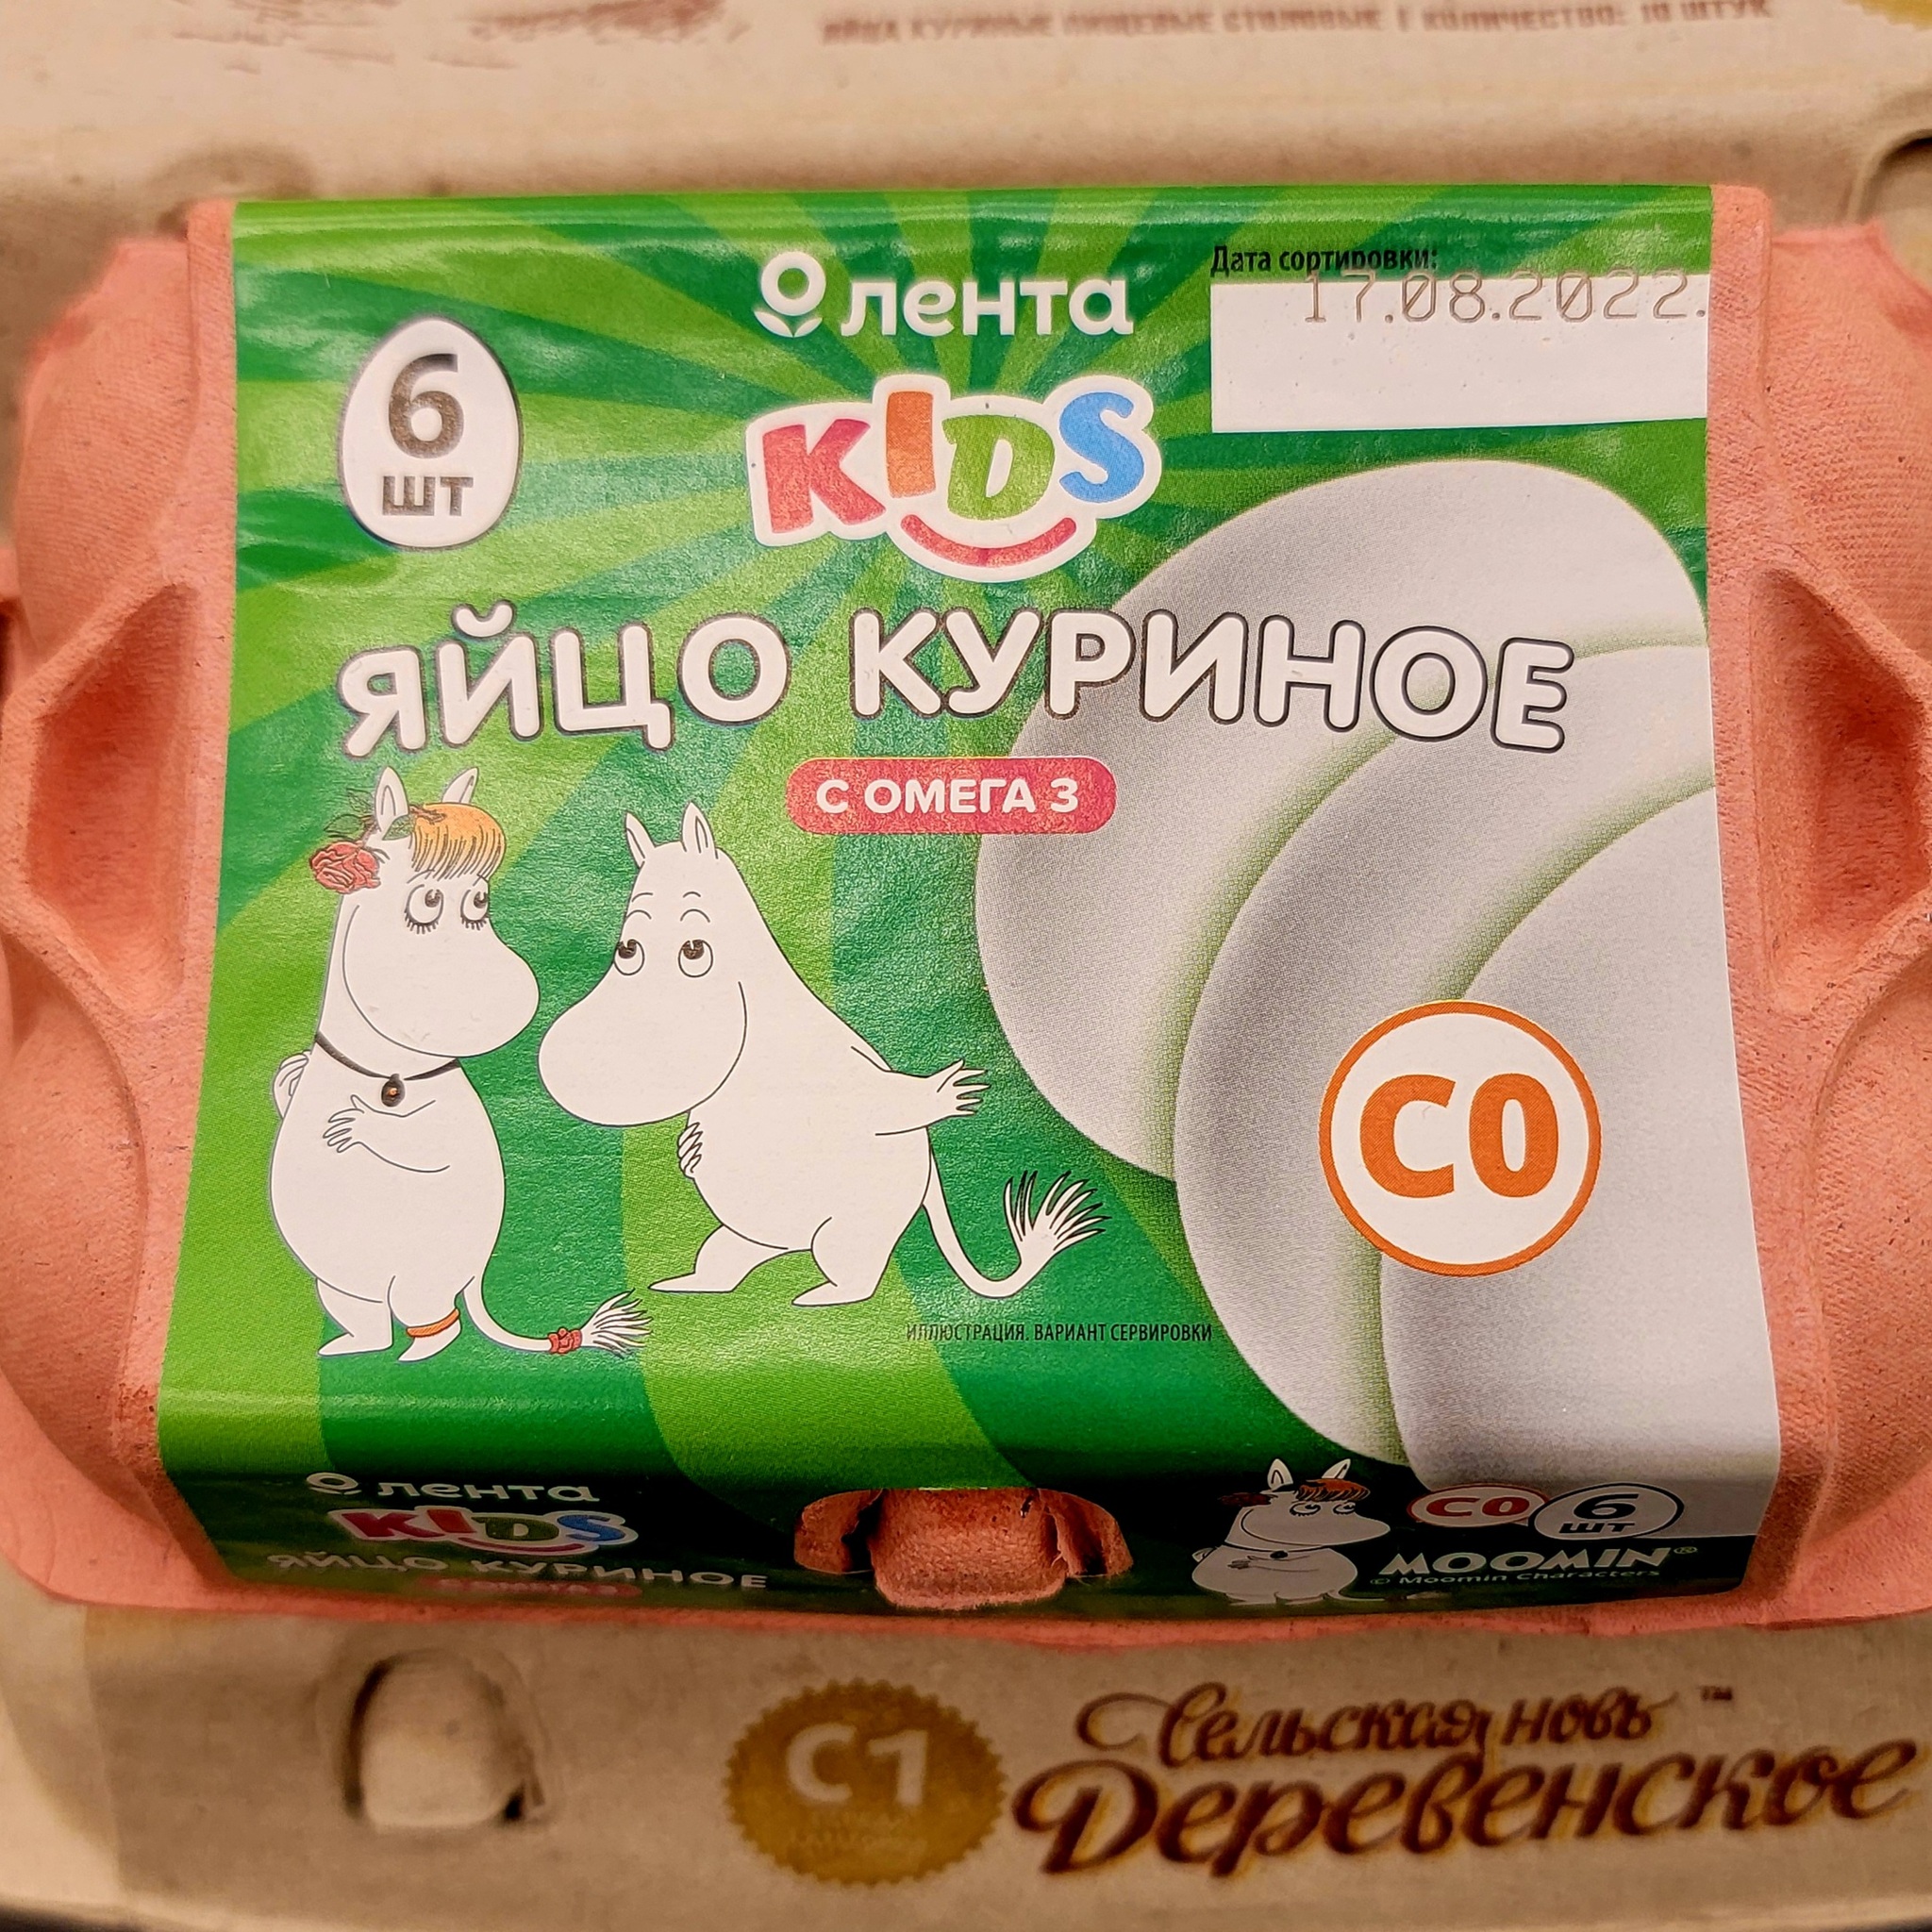 ЯЙЦА КУРИНЫЕ ПИЩЕВЫЕ СТОЛОВЫЕ | КОЛИЧЕСТВО: 10 ШТУК
Дата сортировки:
17.08.2022.
лента
KIDS
6
ШТ
ЯЙЦО КУРИНОЕ
С ОМЕГА 3
С0
ИЛЛЮСТРАЦИЯ. ВАРИАНТ СЕРВИРОВКИ
лента
KIDS
ЯЙЦО КУРИНОЕ
С0
6
ШТ
MOOMIN®
© Moomin Characters
С1
Сельская новь™
Деревенское